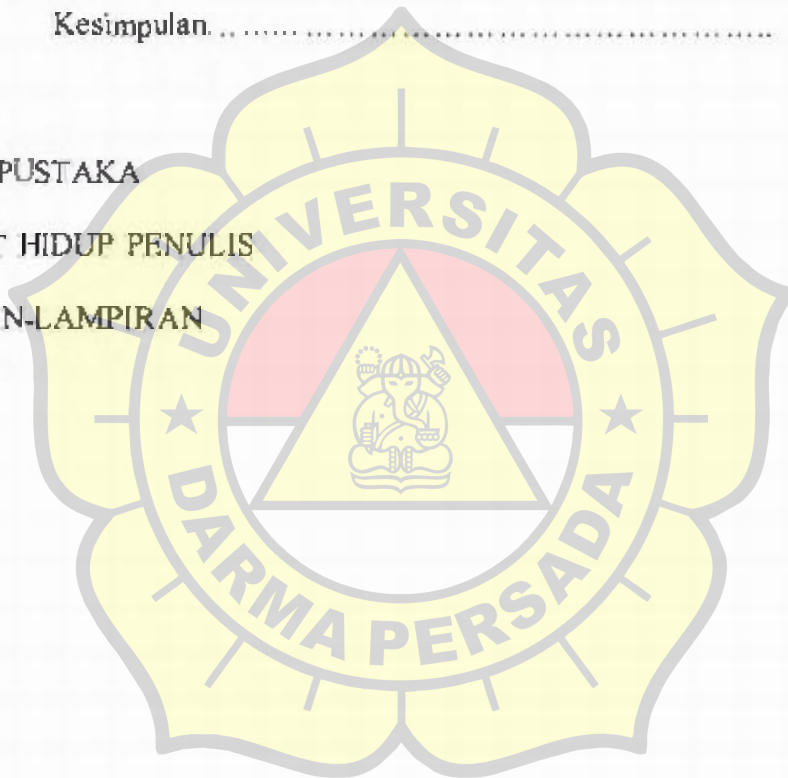 Kesimpulan .. ...... .............................................
PUSTAKA
T HIDUP PENULIS
N-LAMPIRAN
UNIVERSITAS
DARMA PERSADA